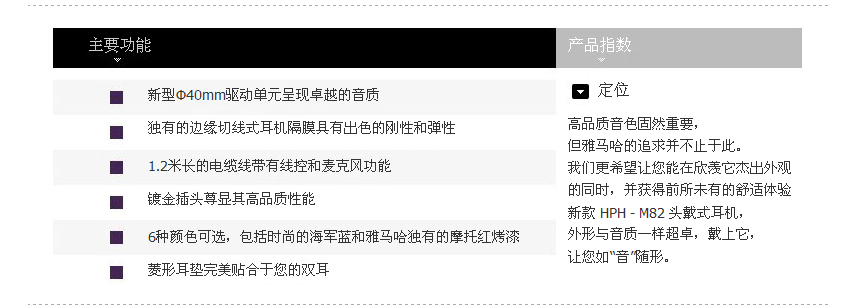 主要功能
新型Φ40mm驱动单元呈现卓越的音质
独有的边缘切线式耳机隔膜具有出色的刚性和弹性
1.2米长的电缆线带有线控和麦克风功能
镀金插头尊显其高品质性能
6种颜色可选，包括时尚的海军蓝和雅马哈独有的摩托红烤漆
菱形耳垫完美贴合于您的双耳
产品指数
定位
高品质音色固然重要，
但雅马哈的追求并不止于此。
我们更希望让您能在欣羡它杰出外观
的同时，并获得前所未有的舒适体验
新款 HPH - M82 头戴式耳机，
外形与音质一样超卓，戴上它，
让您如“音”随形。